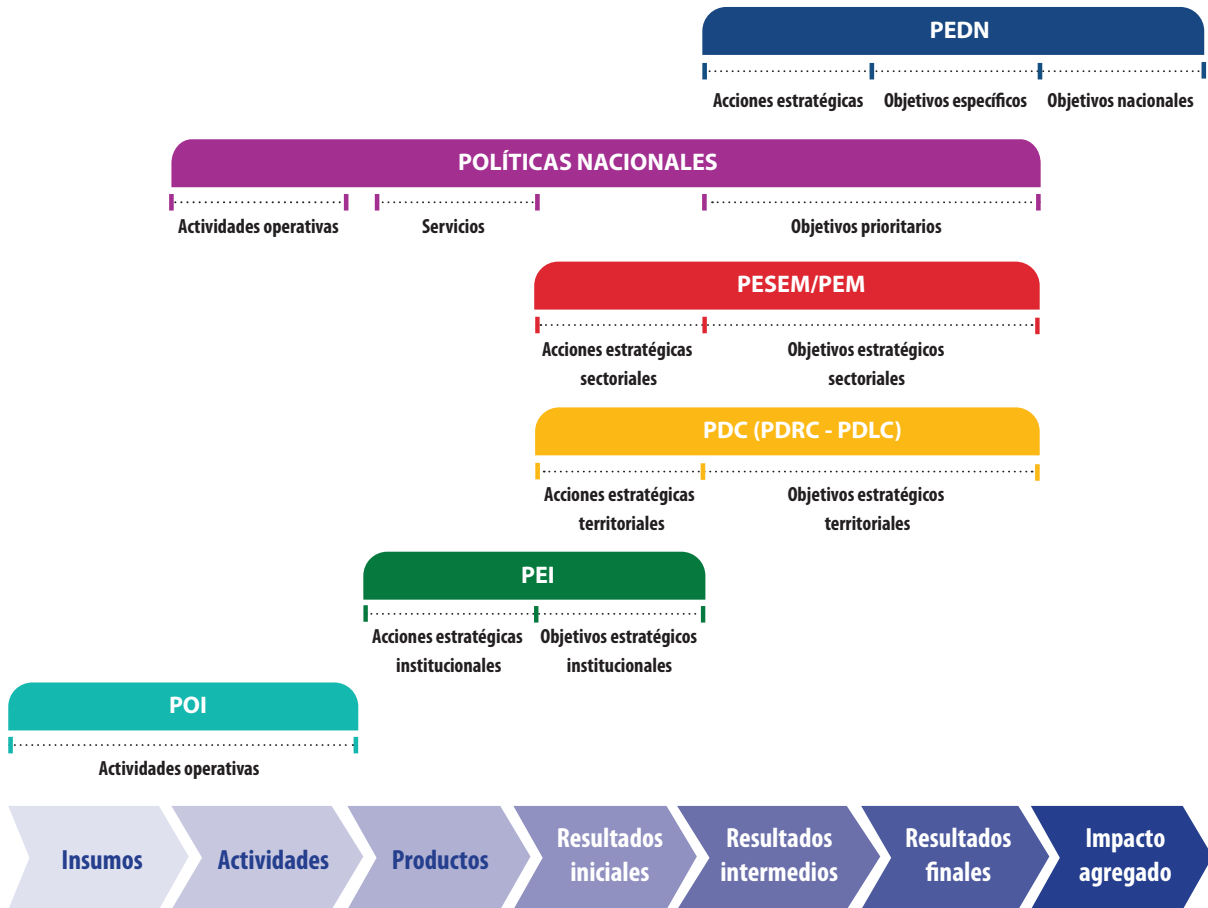 PEDN
Acciones estratégicas
Objetivos específicos
Objetivos nacionales
POLÍTICAS NACIONALES
Actividades operativas
Servicios
Objetivos prioritarios
PESEM/PEM
Acciones estratégicas
sectoriales
Objetivos estratégicos
sectoriales
PDC (PDRC - PDLC)
Acciones estratégicas
territoriales
Objetivos estratégicos
territoriales
PEI
Acciones estratégicas
institucionales
Objetivos estratégicos
institucionales
POI
Actividades operativas
Insumos
Actividades
Productos
Resultados
iniciales
Resultados
intermedios
Resultados
finales
Impacto
agregado